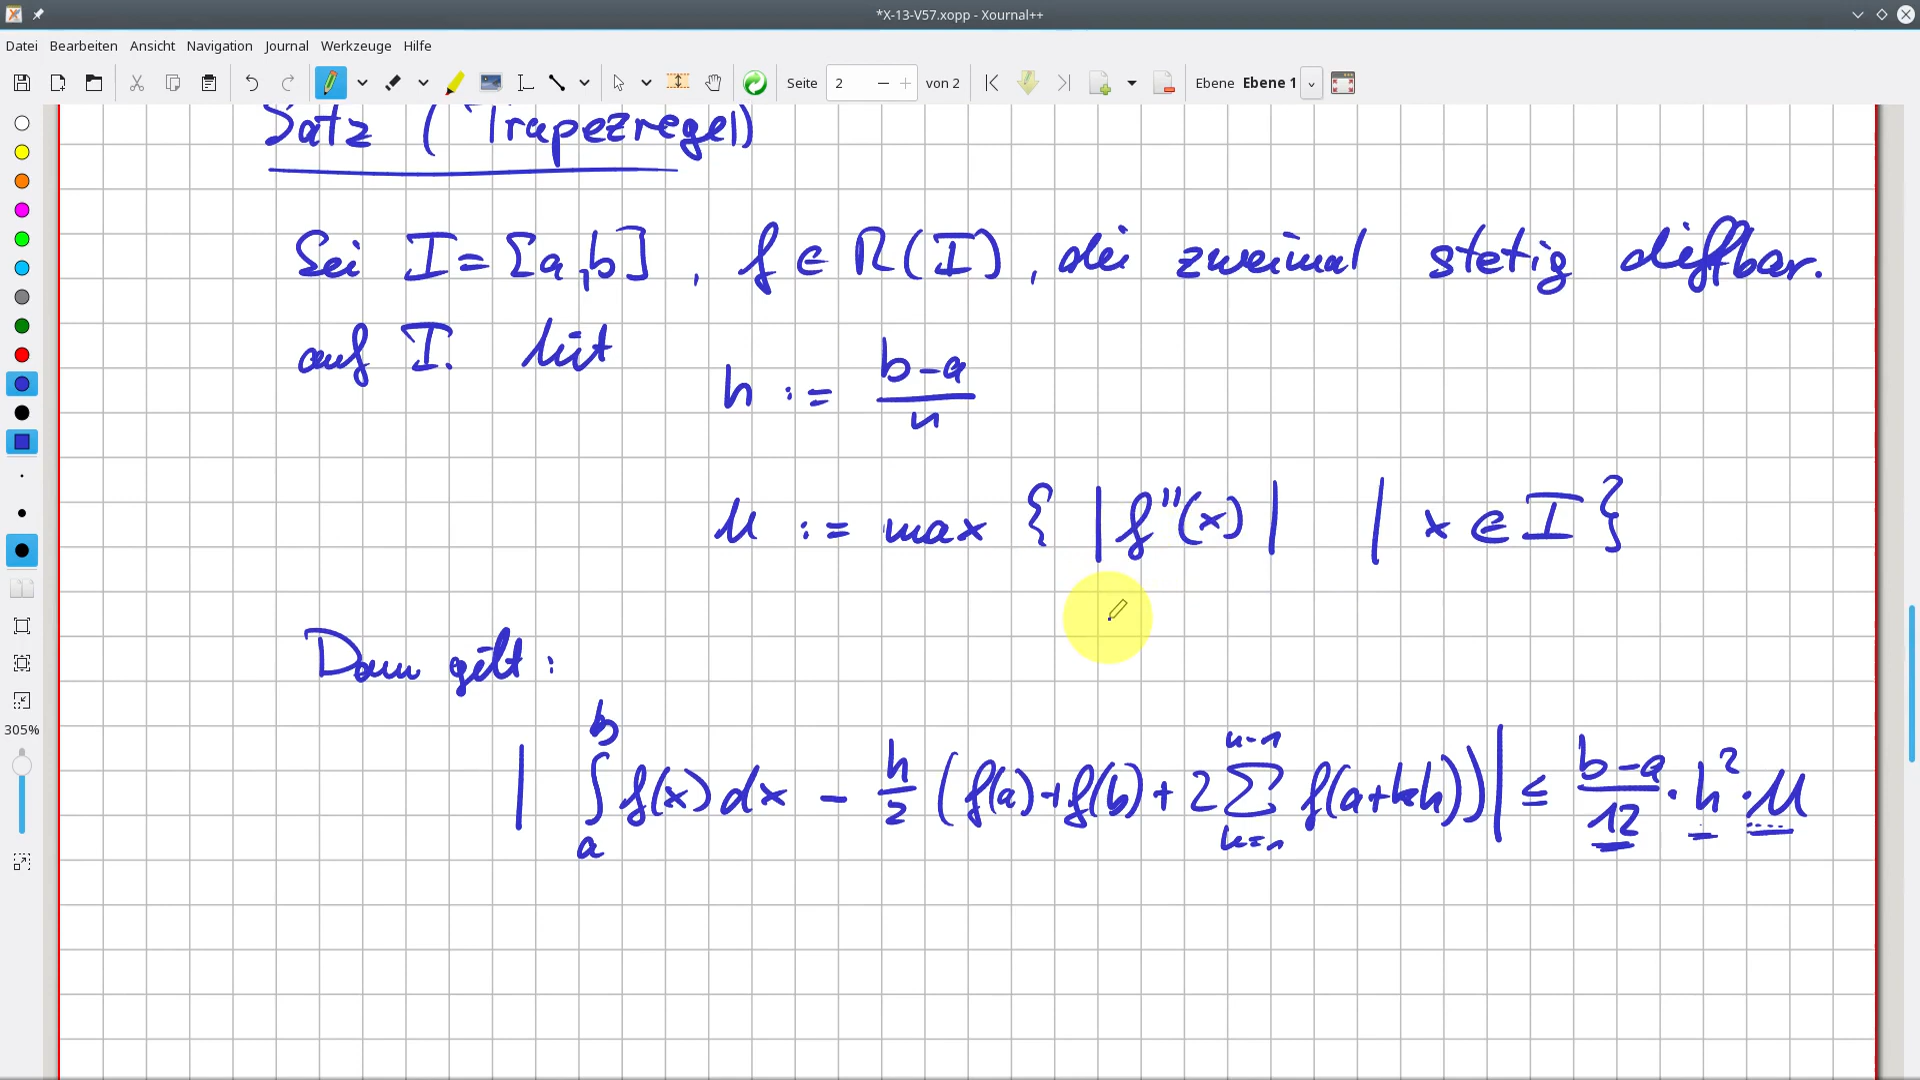 *X-13-V57.xopp - Xournal++
Datei Bearbeiten Ansicht Navigation Journal Werkzeuge Hilfe
Seite 2 von 2 Ebene Ebene 1
305%
Satz (Trapezregel)
Sei I = [a,b], f ∈ R(I), die zweimal stetig diffbar.
auf I. Mit h := b-a / n
M := max { |f''(x)| | x ∈ I }
Dann gilt:
| ∫_a^b f(x) dx - h/2 (f(a)+f(b) + 2 ∑_{k=1}^{n-1} f(a+kh)) | ≤ b-a / 12 · h² · M